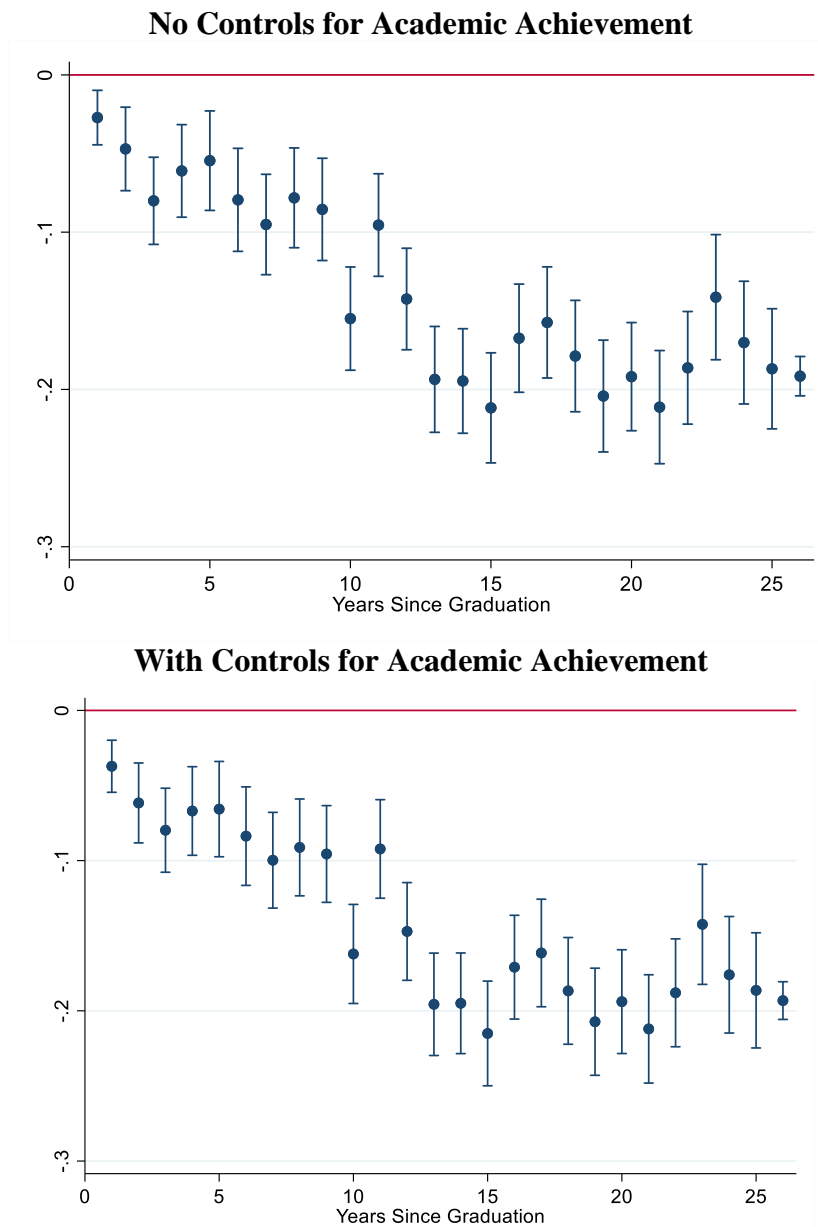 No Controls for Academic Achievement
0
-.1
-.2
-.3
0 5 10 15 20 25
Years Since Graduation
With Controls for Academic Achievement
0
-.1
-.2
-.3
0 5 10 15 20 25
Years Since Graduation